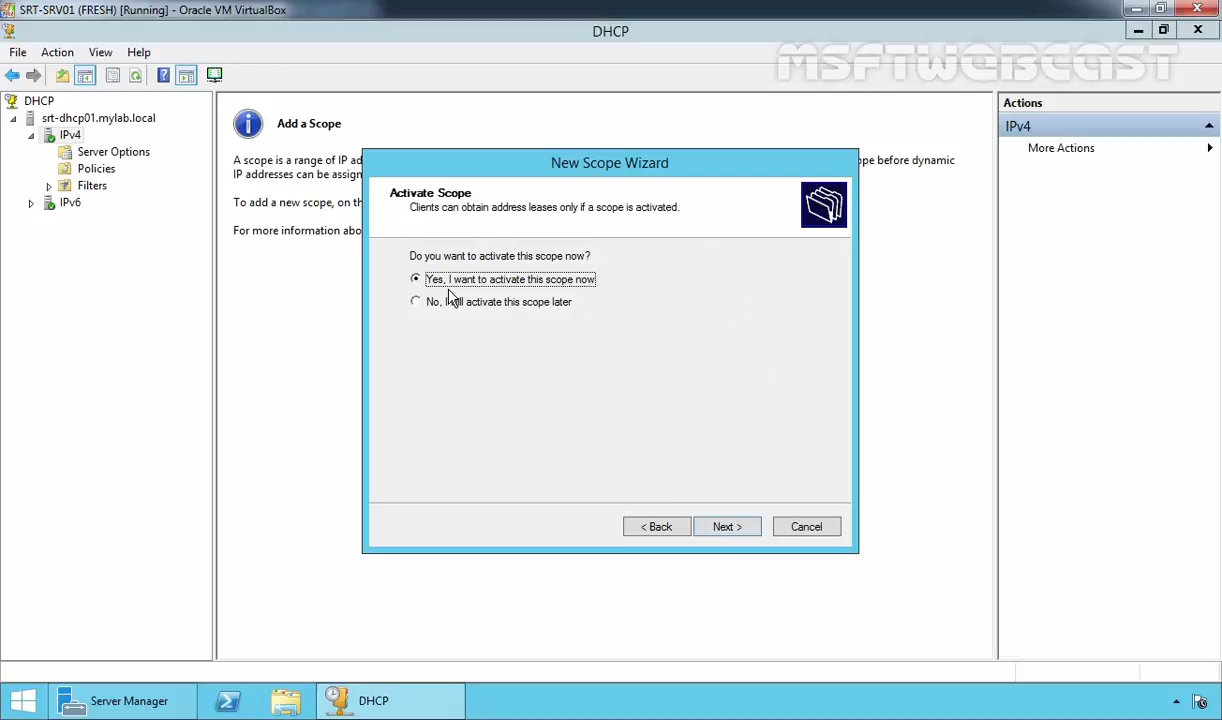 SRT-SRV01 (FRESH) [Running] - Oracle VM VirtualBox
DHCP
File Action View Help
MSFTWEBCAST
DHCP
srt-dhcp01.mylab.local
IPv4
Server Options
Policies
Filters
IPv6
Add a Scope
A scope is a range of IP ad
ope before dynamic
IP addresses can be assign
To add a new scope, on th
For more information abo
New Scope Wizard
Activate Scope
Clients can obtain address leases only if a scope is activated.
Do you want to activate this scope now?
Yes, I want to activate this scope now
No, I will activate this scope later
< Back
Next >
Cancel
Actions
IPv4
More Actions
Server Manager
DHCP